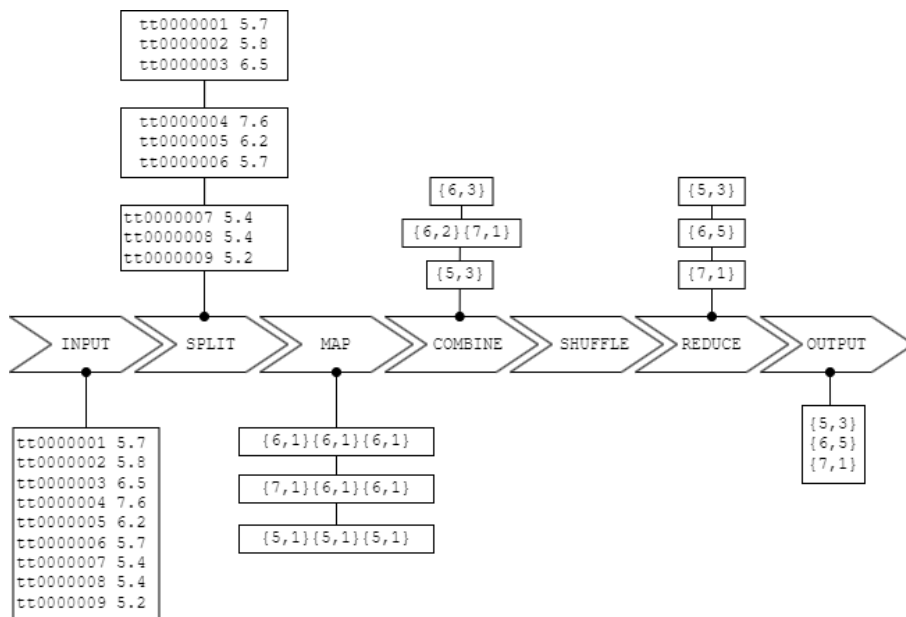 tt0000001 5.7
tt0000002 5.8
tt0000003 6.5
tt0000004 7.6
tt0000005 6.2
tt0000006 5.7
tt0000007 5.4
tt0000008 5.4
tt0000009 5.2
{6,3}
{6,2}{7,1}
{5,3}
{5,3}
{6,5}
{7,1}
INPUT
SPLIT
MAP
COMBINE
SHUFFLE
REDUCE
OUTPUT
tt0000001 5.7
tt0000002 5.8
tt0000003 6.5
tt0000004 7.6
tt0000005 6.2
tt0000006 5.7
tt0000007 5.4
tt0000008 5.4
tt0000009 5.2
{6,1}{6,1}{6,1}
{7,1}{6,1}{6,1}
{5,1}{5,1}{5,1}
{5,3}
{6,5}
{7,1}